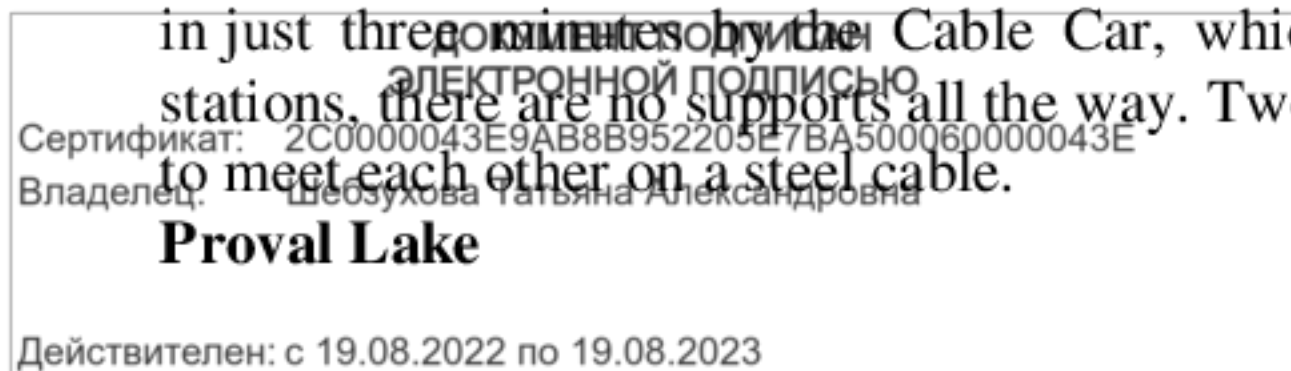 in just three minutes by the Cable Car, whi
ДОКУМЕНТ ПОДПИСАН
ЭЛЕКТРОННОЙ ПОДПИСЬЮ
stations, there are no supports all the way. Tw
Сертификат: 2C0000043E9AB8B952205E7BA500060000043E
to meet each other on a steel cable.
Владелец: Шебзухова Татьяна Александровна
Proval Lake
Действителен: с 19.08.2022 по 19.08.2023